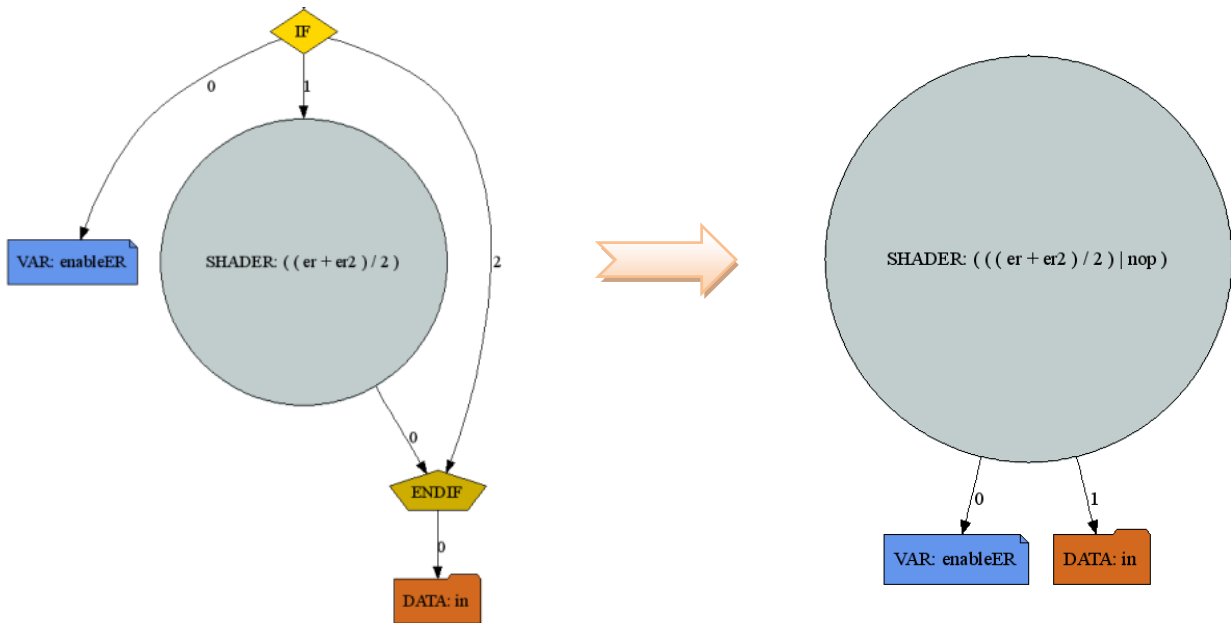 IF
0
1
VAR: enableER
SHADER: ( ( er + er2 ) / 2 )
2
0
ENDIF
0
DATA: in
SHADER: ( ( ( er + er2 ) / 2 ) | nop )
0
1
VAR: enableER
DATA: in